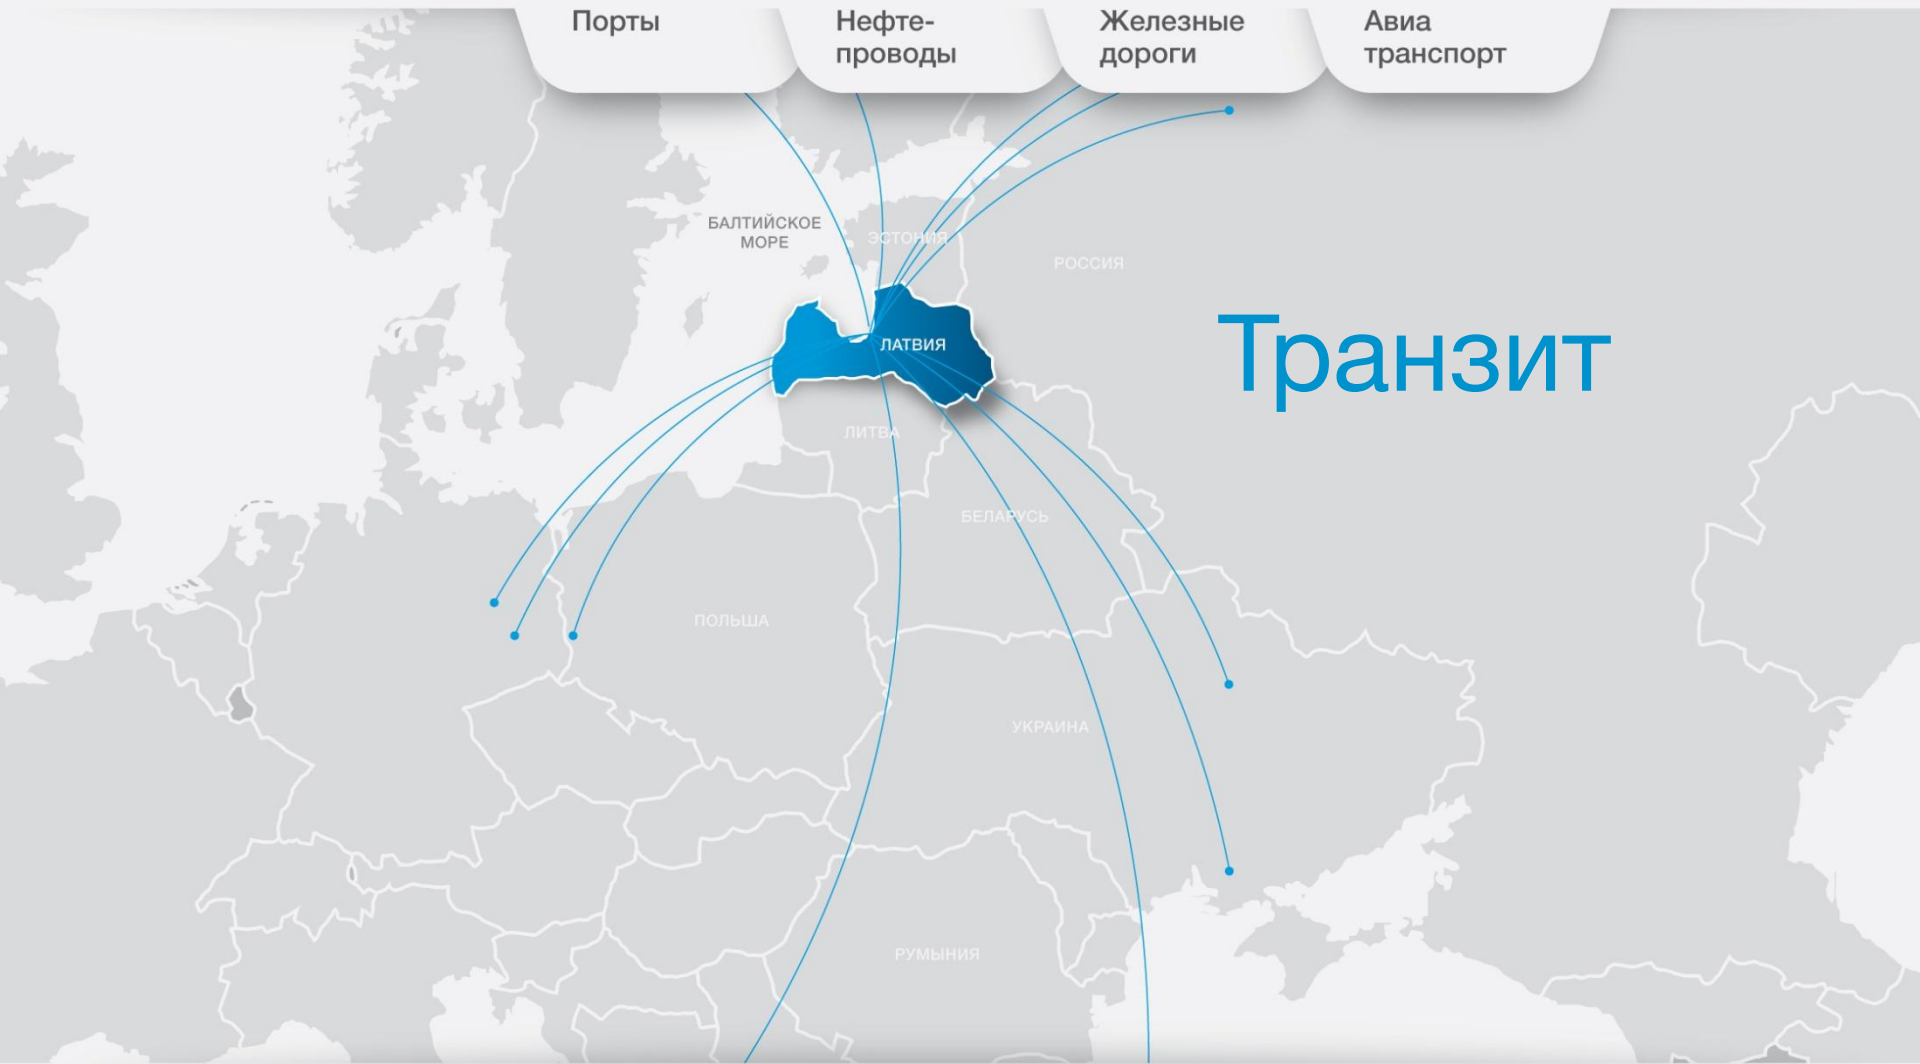 Порты
Нефте-
проводы
Железные
дороги
Авиа
транспорт
БАЛТИЙСКОЕ
МОРЕ
ЭСТОНИЯ
РОССИЯ
Транзит
ЛАТВИЯ
ЛИТВА
БЕЛАРУСЬ
ПОЛЬША
УКРАИНА
РУМЫНИЯ